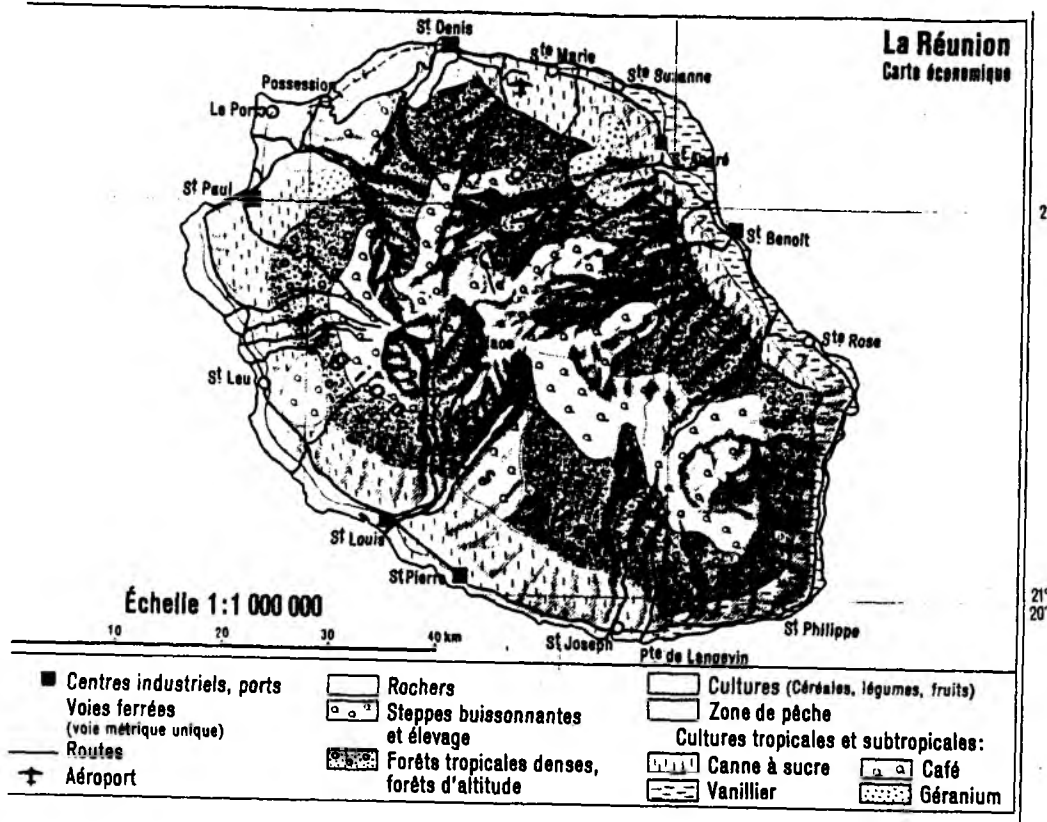 La Réunion
Carte économique
St Denis
Ste Marie
Ste Suzanne
Possession
Le Port
St André
St Paul
St Benoît
Ste Rose
St Leu
St Louis
St Pierre
St Joseph
Pte de Langevin
St Philippe
21°
20'
Échelle 1:1 000 000
10 20 30 40 km
Centres industriels, ports
Voies ferrées
(voie métrique unique)
Routes
Aéroport
Rochers
Steppes buissonnantes
et élevage
Forêts tropicales denses,
forêts d'altitude
Cultures (Céréales, légumes, fruits)
Zone de pêche
Cultures tropicales et subtropicales:
Canne à sucre
Café
Vanillier
Géranium